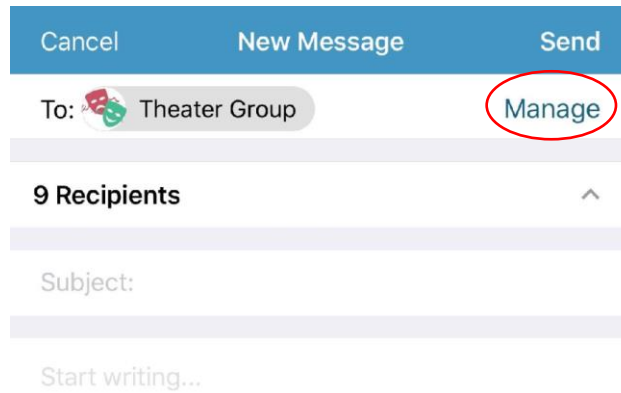 Cancel New Message Send
To: Theater Group Manage
9 Recipients
Subject:
Start writing...